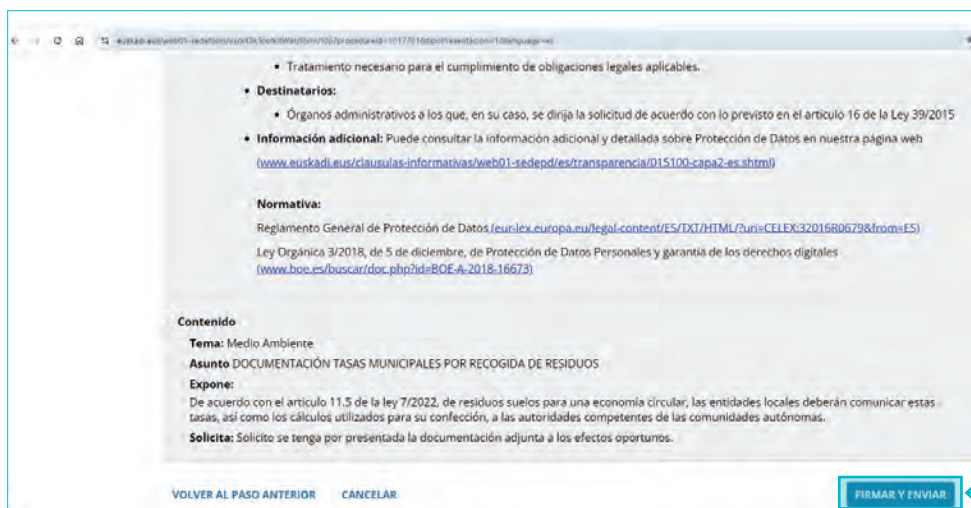 Tratamiento necesario para el cumplimiento de obligaciones legales aplicables.
Destinatarios:
Órganos administrativos a los que, en su caso, se dirija la solicitud de acuerdo con lo previsto en el artículo 16 de la Ley 39/2015
Información adicional: Puede consultar la información adicional y detallada sobre Protección de Datos en nuestra página web
(www.euskadi.eus/clausulas-informativas/web01-sedepd/es/transparencia/015100-capa2-es.shtml)
Normativa:
Reglamento General de Protección de Datos (eur-lex.europa.eu/legal-content/ES/TXT/HTML/?uri=CELEX:32016R0679&from=ES)
Ley Orgánica 3/2018, de 5 de diciembre, de Protección de Datos Personales y garantía de los derechos digitales
(www.boe.es/buscar/doc.php?id=BOE-A-2018-16673)
Contenido
Tema: Medio Ambiente
Asunto DOCUMENTACIÓN TASAS MUNICIPALES POR RECOGIDA DE RESIDUOS
Expone:
De acuerdo con el artículo 11.5 de la ley 7/2022, de residuos suelos para una economía circular, las entidades locales deberán comunicar estas
tasas, así como los cálculos utilizados para su confección, a las autoridades competentes de las comunidades autónomas.
Solicita: Solicito se tenga por presentada la documentación adjunta a los efectos oportunos.
VOLVER AL PASO ANTERIOR CANCELAR FIRMAR Y ENVIAR